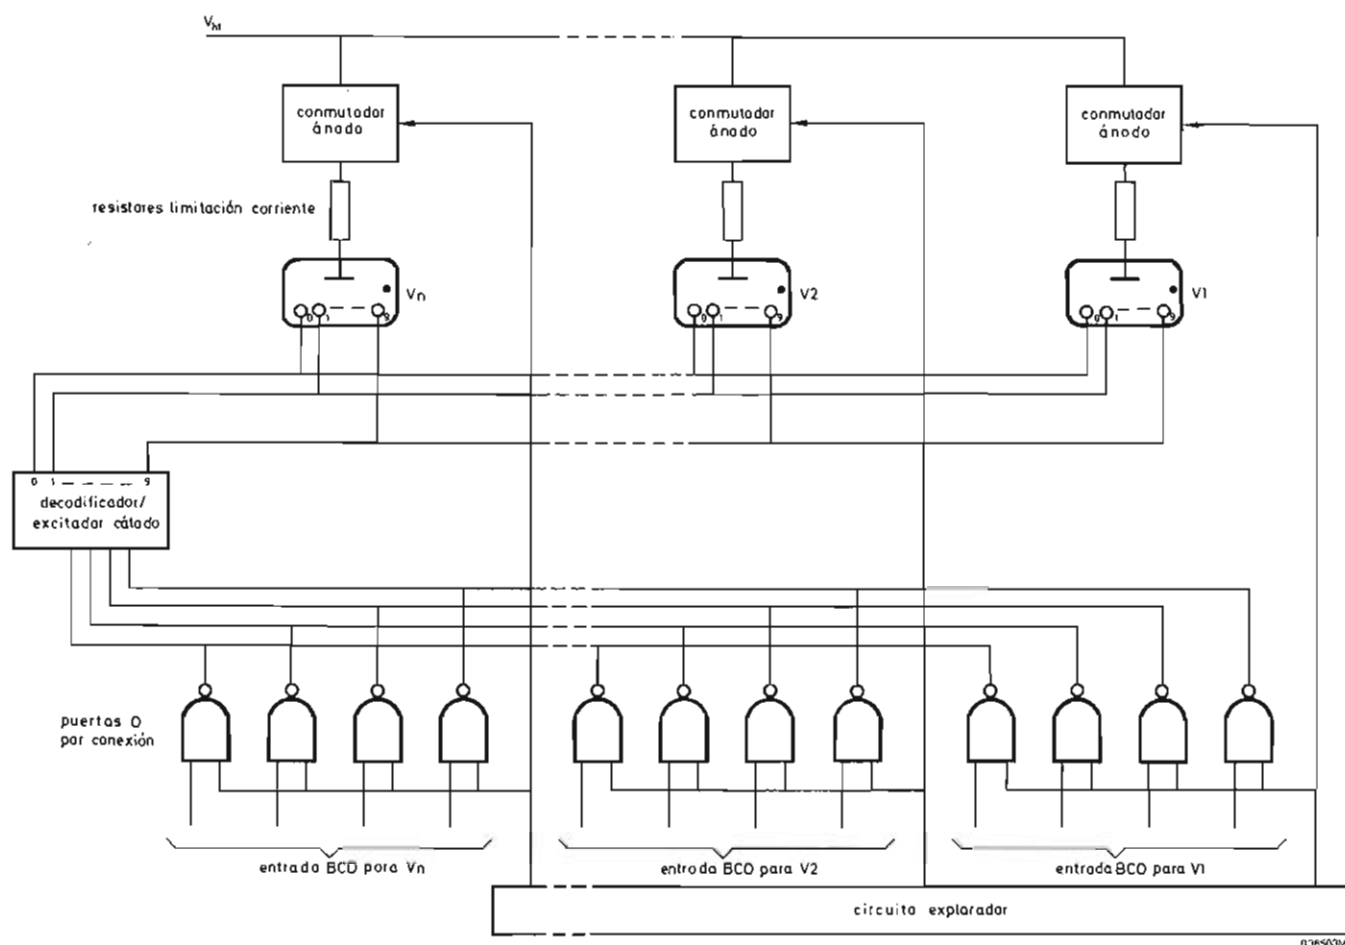 conmutador
ánodo
conmutador
ánodo
conmutador
ánodo
resistores limitación corriente
Vn
V2
V1
0 1 9
0 1 9
0 1 9
0 1 9
decodificador/
excitador cátodo
puertas O
por conexión
entrada BCD para Vn
entrada BCD para V2
entrada BCD para V1
circuito explorador